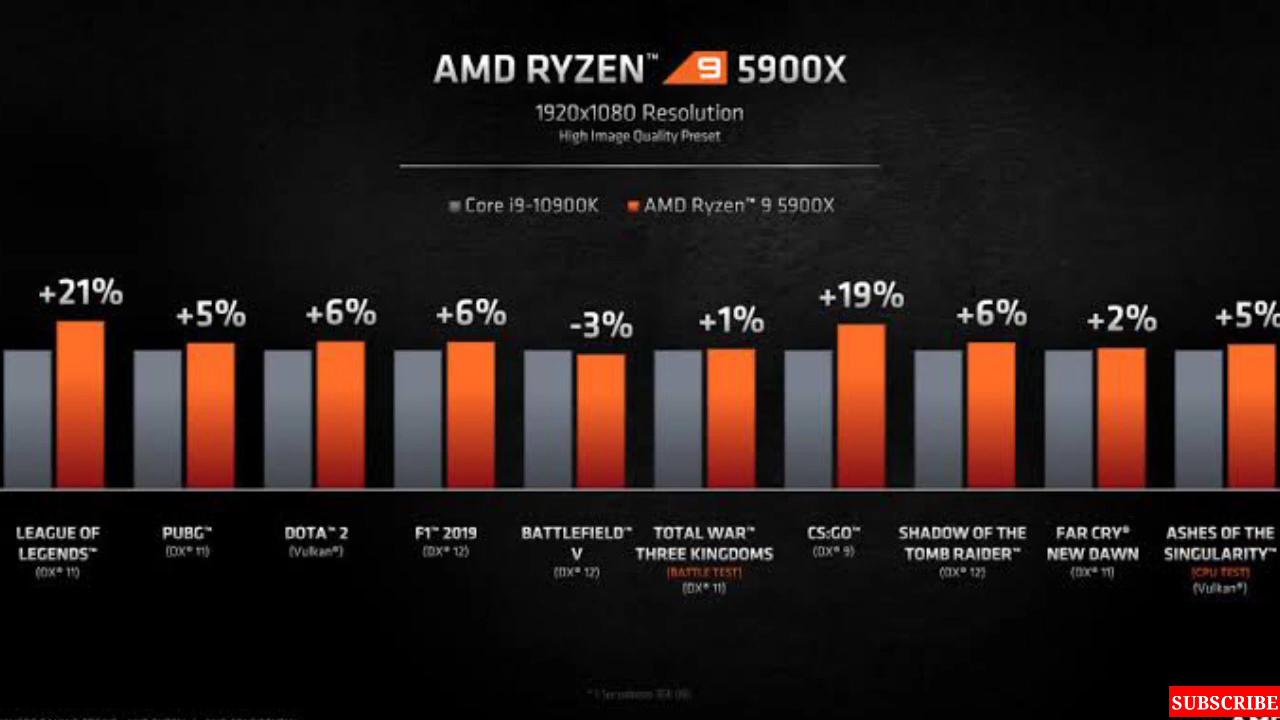 AMD RYZEN™ 9 5900X
1920x1080 Resolution
High Image Quality Preset
Core i9-10900K AMD Ryzen™ 9 5900X
+21%
+5%
+6%
+6%
-3%
+1%
+19%
+6%
+2%
+5%
LEAGUE OF
LEGENDS™
(DX® 11)
PUBG™
(DX® 11)
DOTA™ 2
(Vulkan®)
F1™ 2019
(DX® 12)
BATTLEFIELD™
V
(DX® 12)
TOTAL WAR™
THREE KINGDOMS
(BATTLE TEST)
(DX® 11)
CS:GO™
(DX® 9)
SHADOW OF THE
TOMB RAIDER™
(DX® 12)
FAR CRY®
NEW DAWN
(DX® 11)
ASHES OF THE
SINGULARITY™
(CPU TEST)
(Vulkan®)
SUBSCRIBE